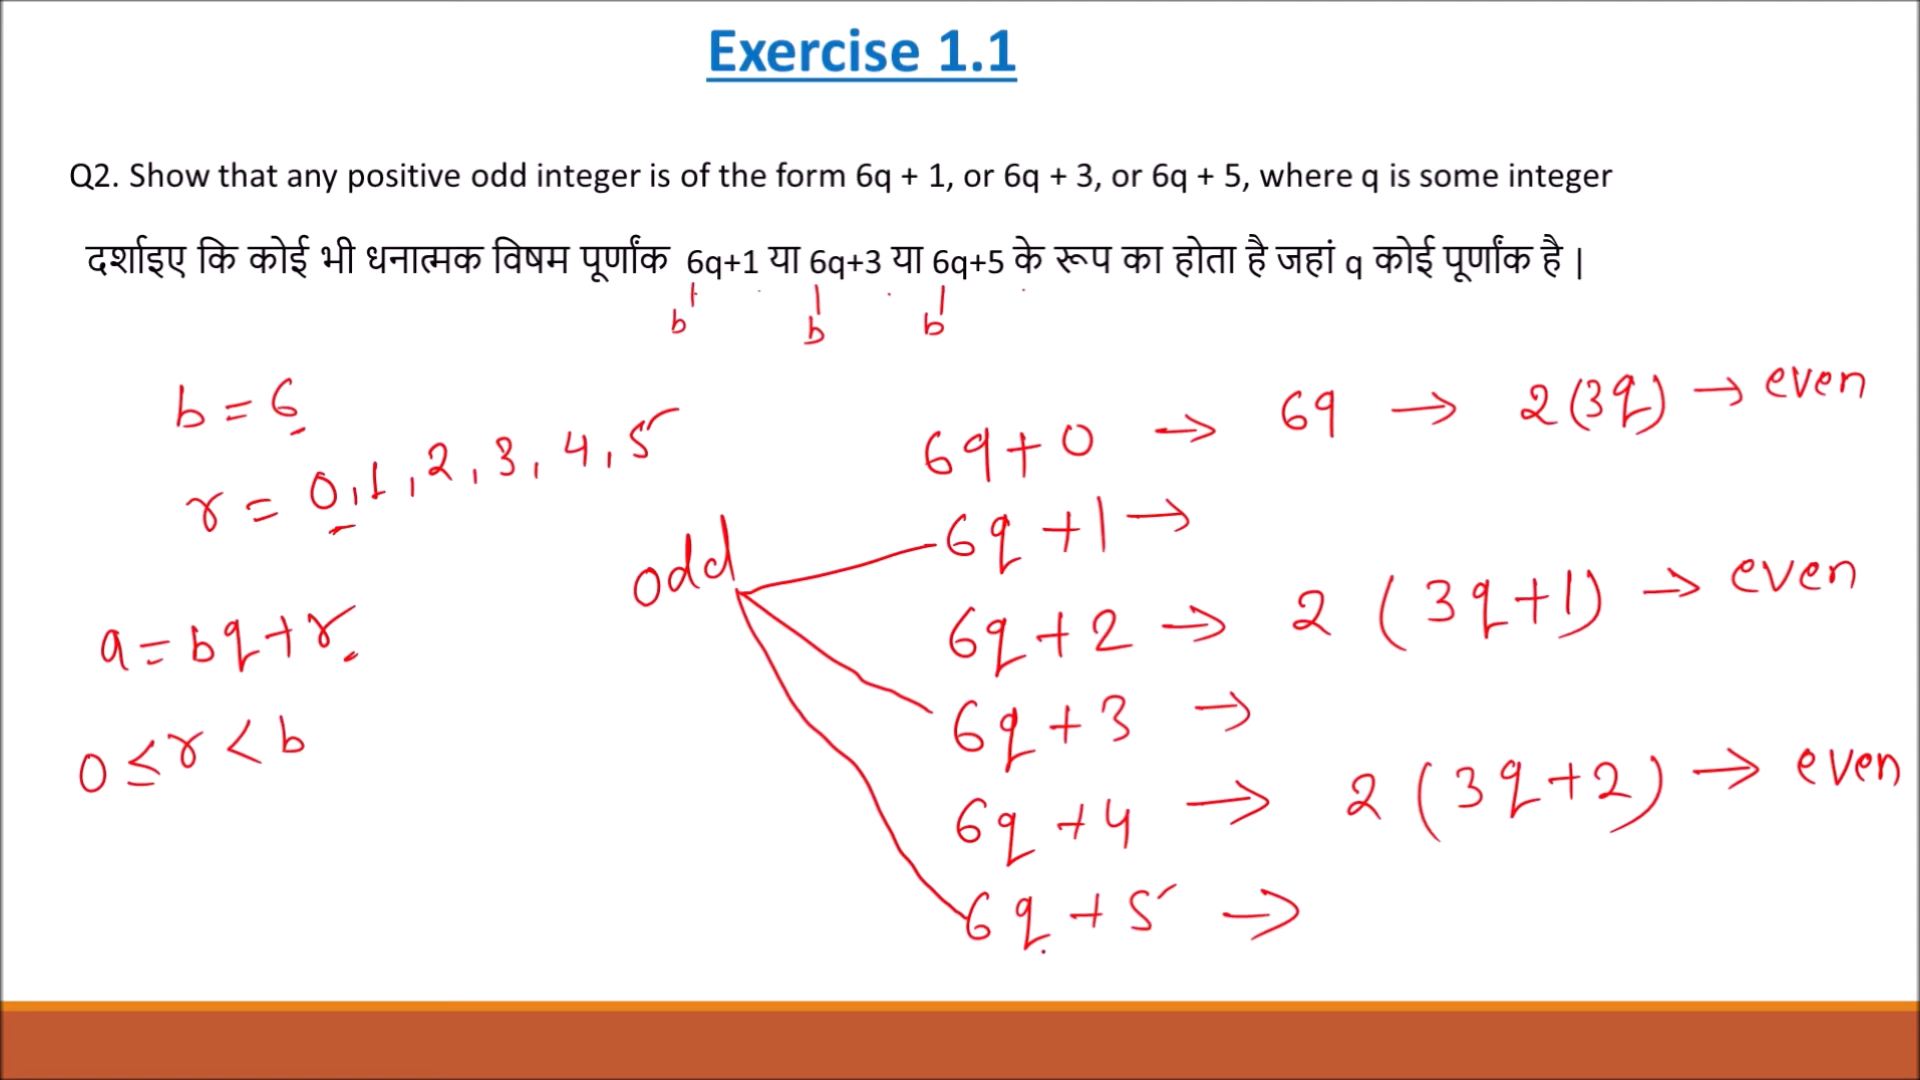 Exercise 1.1
Q2. Show that any positive odd integer is of the form 6q + 1, or 6q + 3, or 6q + 5, where q is some integer
दर्शाइए कि कोई भी धनात्मक विषम पूर्णांक 6q+1 या 6q+3 या 6q+5 के रूप का होता है जहां q कोई पूर्णांक है |
b b b
b = 6
r = 0, 1, 2, 3, 4, 5
a = bq + r
0 ≤ r < b
odd
6q + 0 → 6q → 2 (3q) → even
6q + 1 →
6q + 2 → 2 (3q + 1) → even
6q + 3 →
6q + 4 → 2 (3q + 2) → even
6q + 5 →